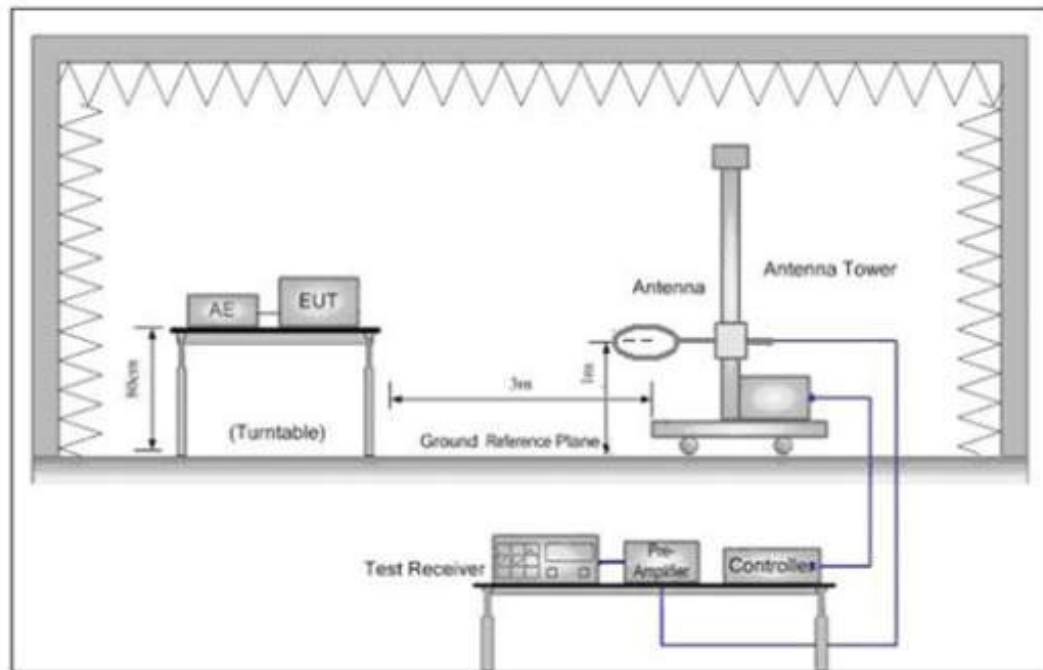 Antenna Tower
Antenna
AE
EUT
80cm
3m
1m
(Turntable)
Ground Reference Plane
Test Receiver
Pre-
Amplifier
Controller